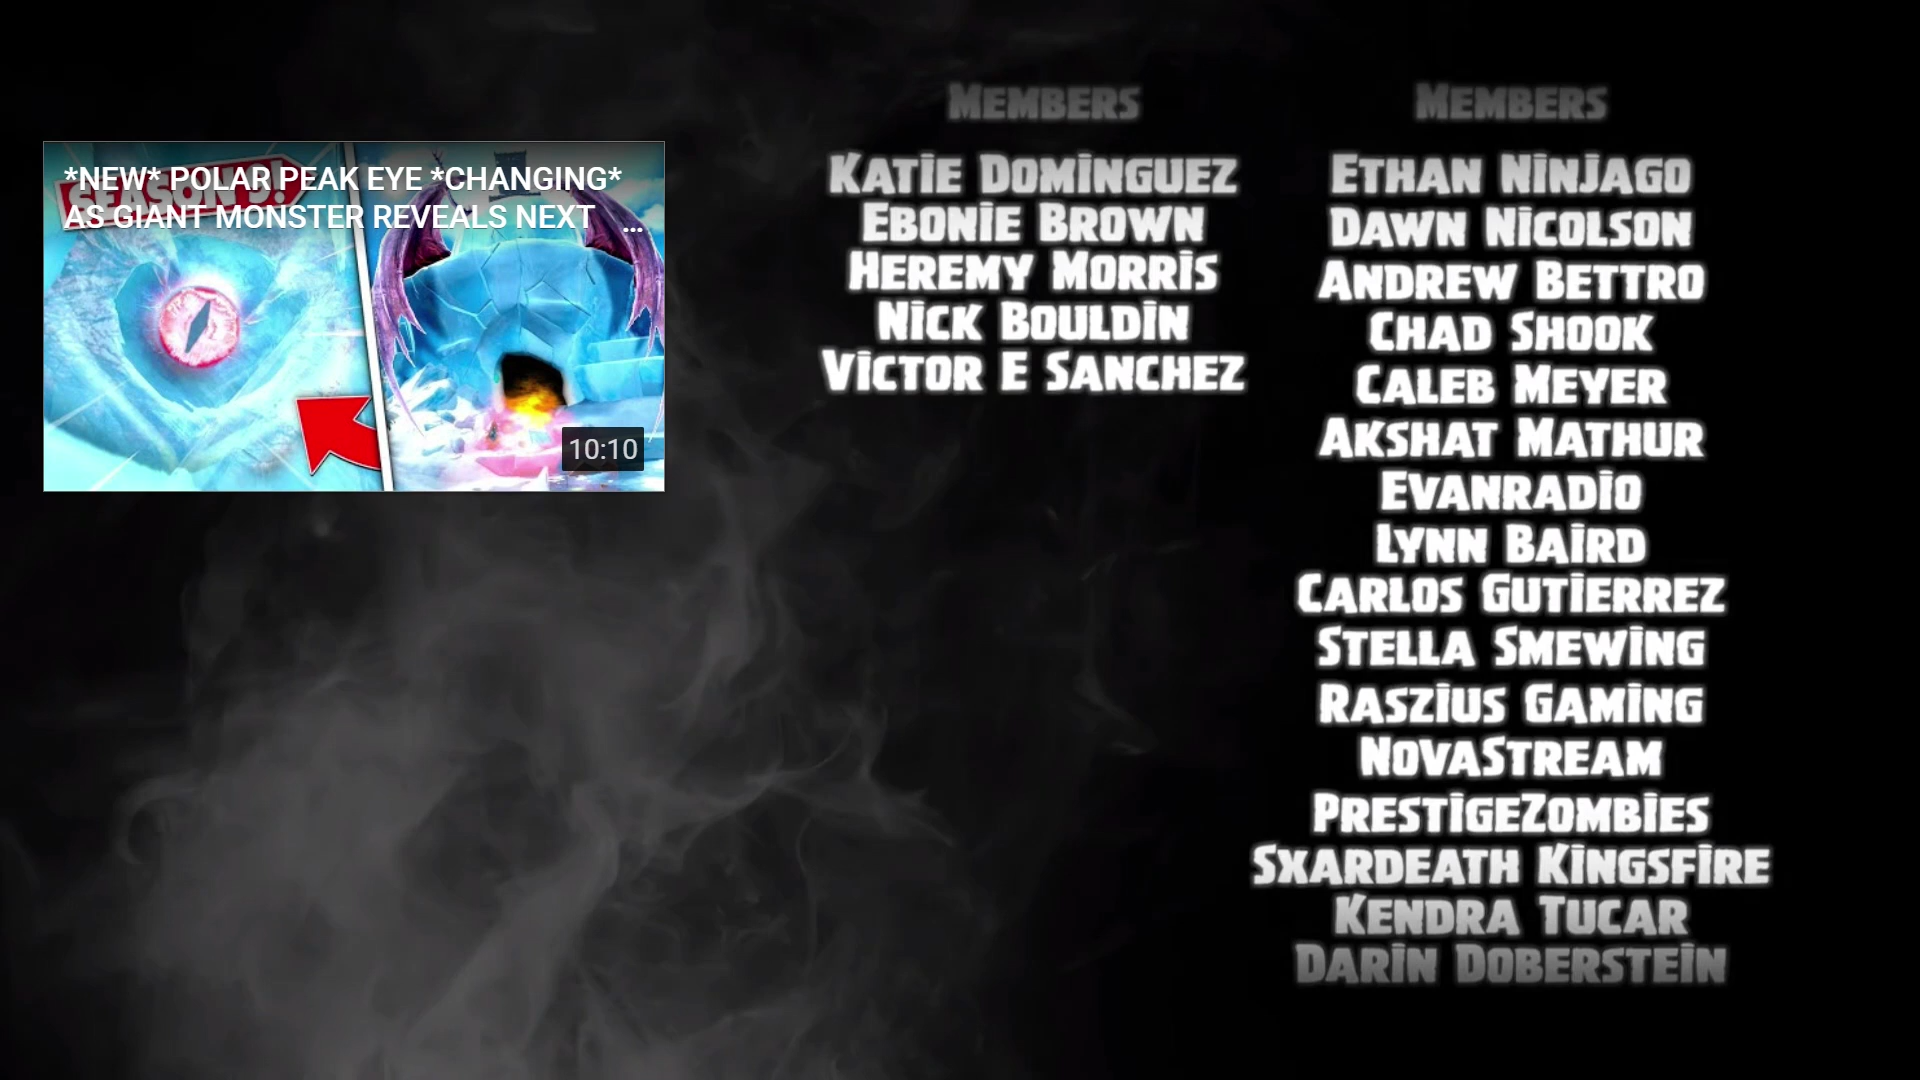 SEASON 9!
*NEW* POLAR PEAK EYE *CHANGING*
AS GIANT MONSTER REVEALS NEXT ...
10:10
MEMBERS
KATIE DOMINGUEZ
EBONIE BROWN
HEREMY MORRIS
NICK BOULDIN
VICTOR E SANCHEZ
MEMBERS
ETHAN NINJAGO
DAWN NICOLSON
ANDREW BETTRO
CHAD SHOOK
CALEB MEYER
AKSHAT MATHUR
EVANRADIO
LYNN BAIRD
CARLOS GUTIERREZ
STELLA SMEWING
RASZIUS GAMING
NOVASTREAM
PRESTIGEZOMBIES
SXARDEATH KINGSFIRE
KENDRA TUCAR
DARIN DOBERSTEIN